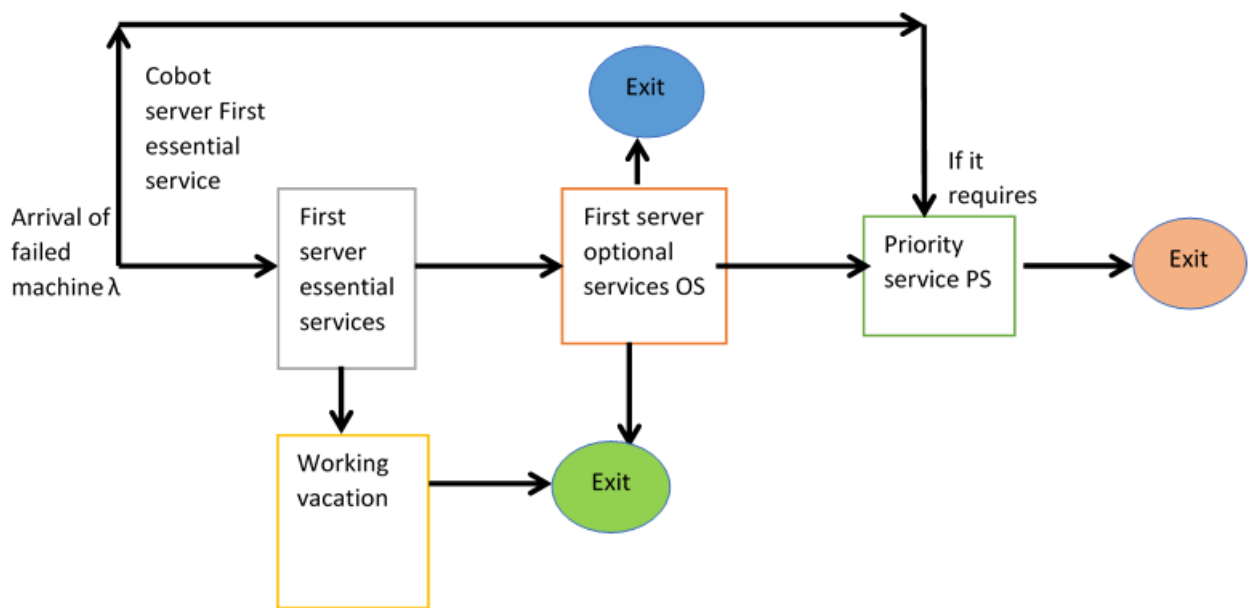 Cobot
server First
essential
service
Exit
If it
requires
Arrival of
failed
machine λ
First
server
essential
services
First server
optional
services OS
Priority
service PS
Exit
Working
vacation
Exit